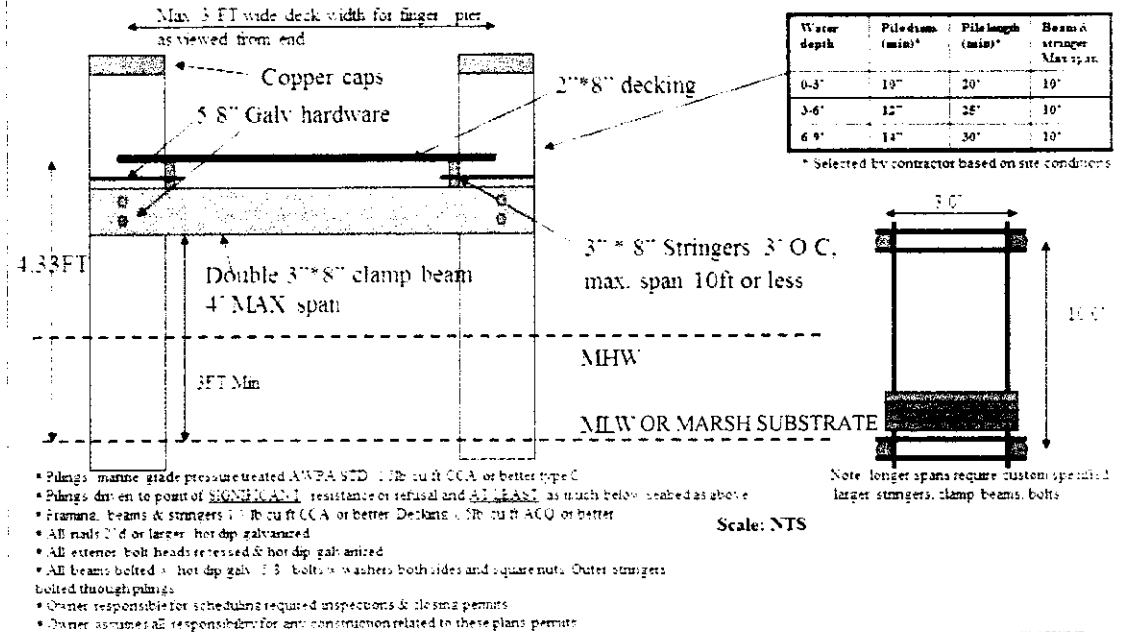 Max 3 FT wide deck width for finger pier
as viewed from end
Copper caps
2"*8" decking
5/8" Galv hardware
Water depth Pile diam (min)* Pile length (min)* Beam & stringer Max span
0-3' 10" 20' 10'
3-6' 12" 25' 10'
6-9' 14" 30' 10'
* Selected by contractor based on site conditions
4.33FT
Double 3"*8" clamp beam
4' MAX span
3" * 8" Stringers 3' O C,
max. span 10ft or less
3.0'
10.0'
MHW
3FT Min
MLW OR MARSH SUBSTRATE
Note longer spans require custom specified
larger stringers, clamp beams, bolts
Scale: NTS
* Pilings marine grade pressure treated AWPA STD lb cu ft CCA or better type C
* Pilings driven to point of SIGNIFICANT resistance or refusal and AT LEAST as much below seabed as above
* Framing, beams & stringers lb cu ft CCA or better Decking lb cu ft ACQ or better
* All nails or larger hot dip galvanized
* All exterior bolt heads recessed & hot dip galvanized
* All beams bolted w hot dip galv 5/8 bolts w washers both sides and square nuts Outer stringers
bolted through pilings
* Owner responsible for scheduling required inspections & closing permits
* Owner assumes all responsibility for any construction related to these plans permits